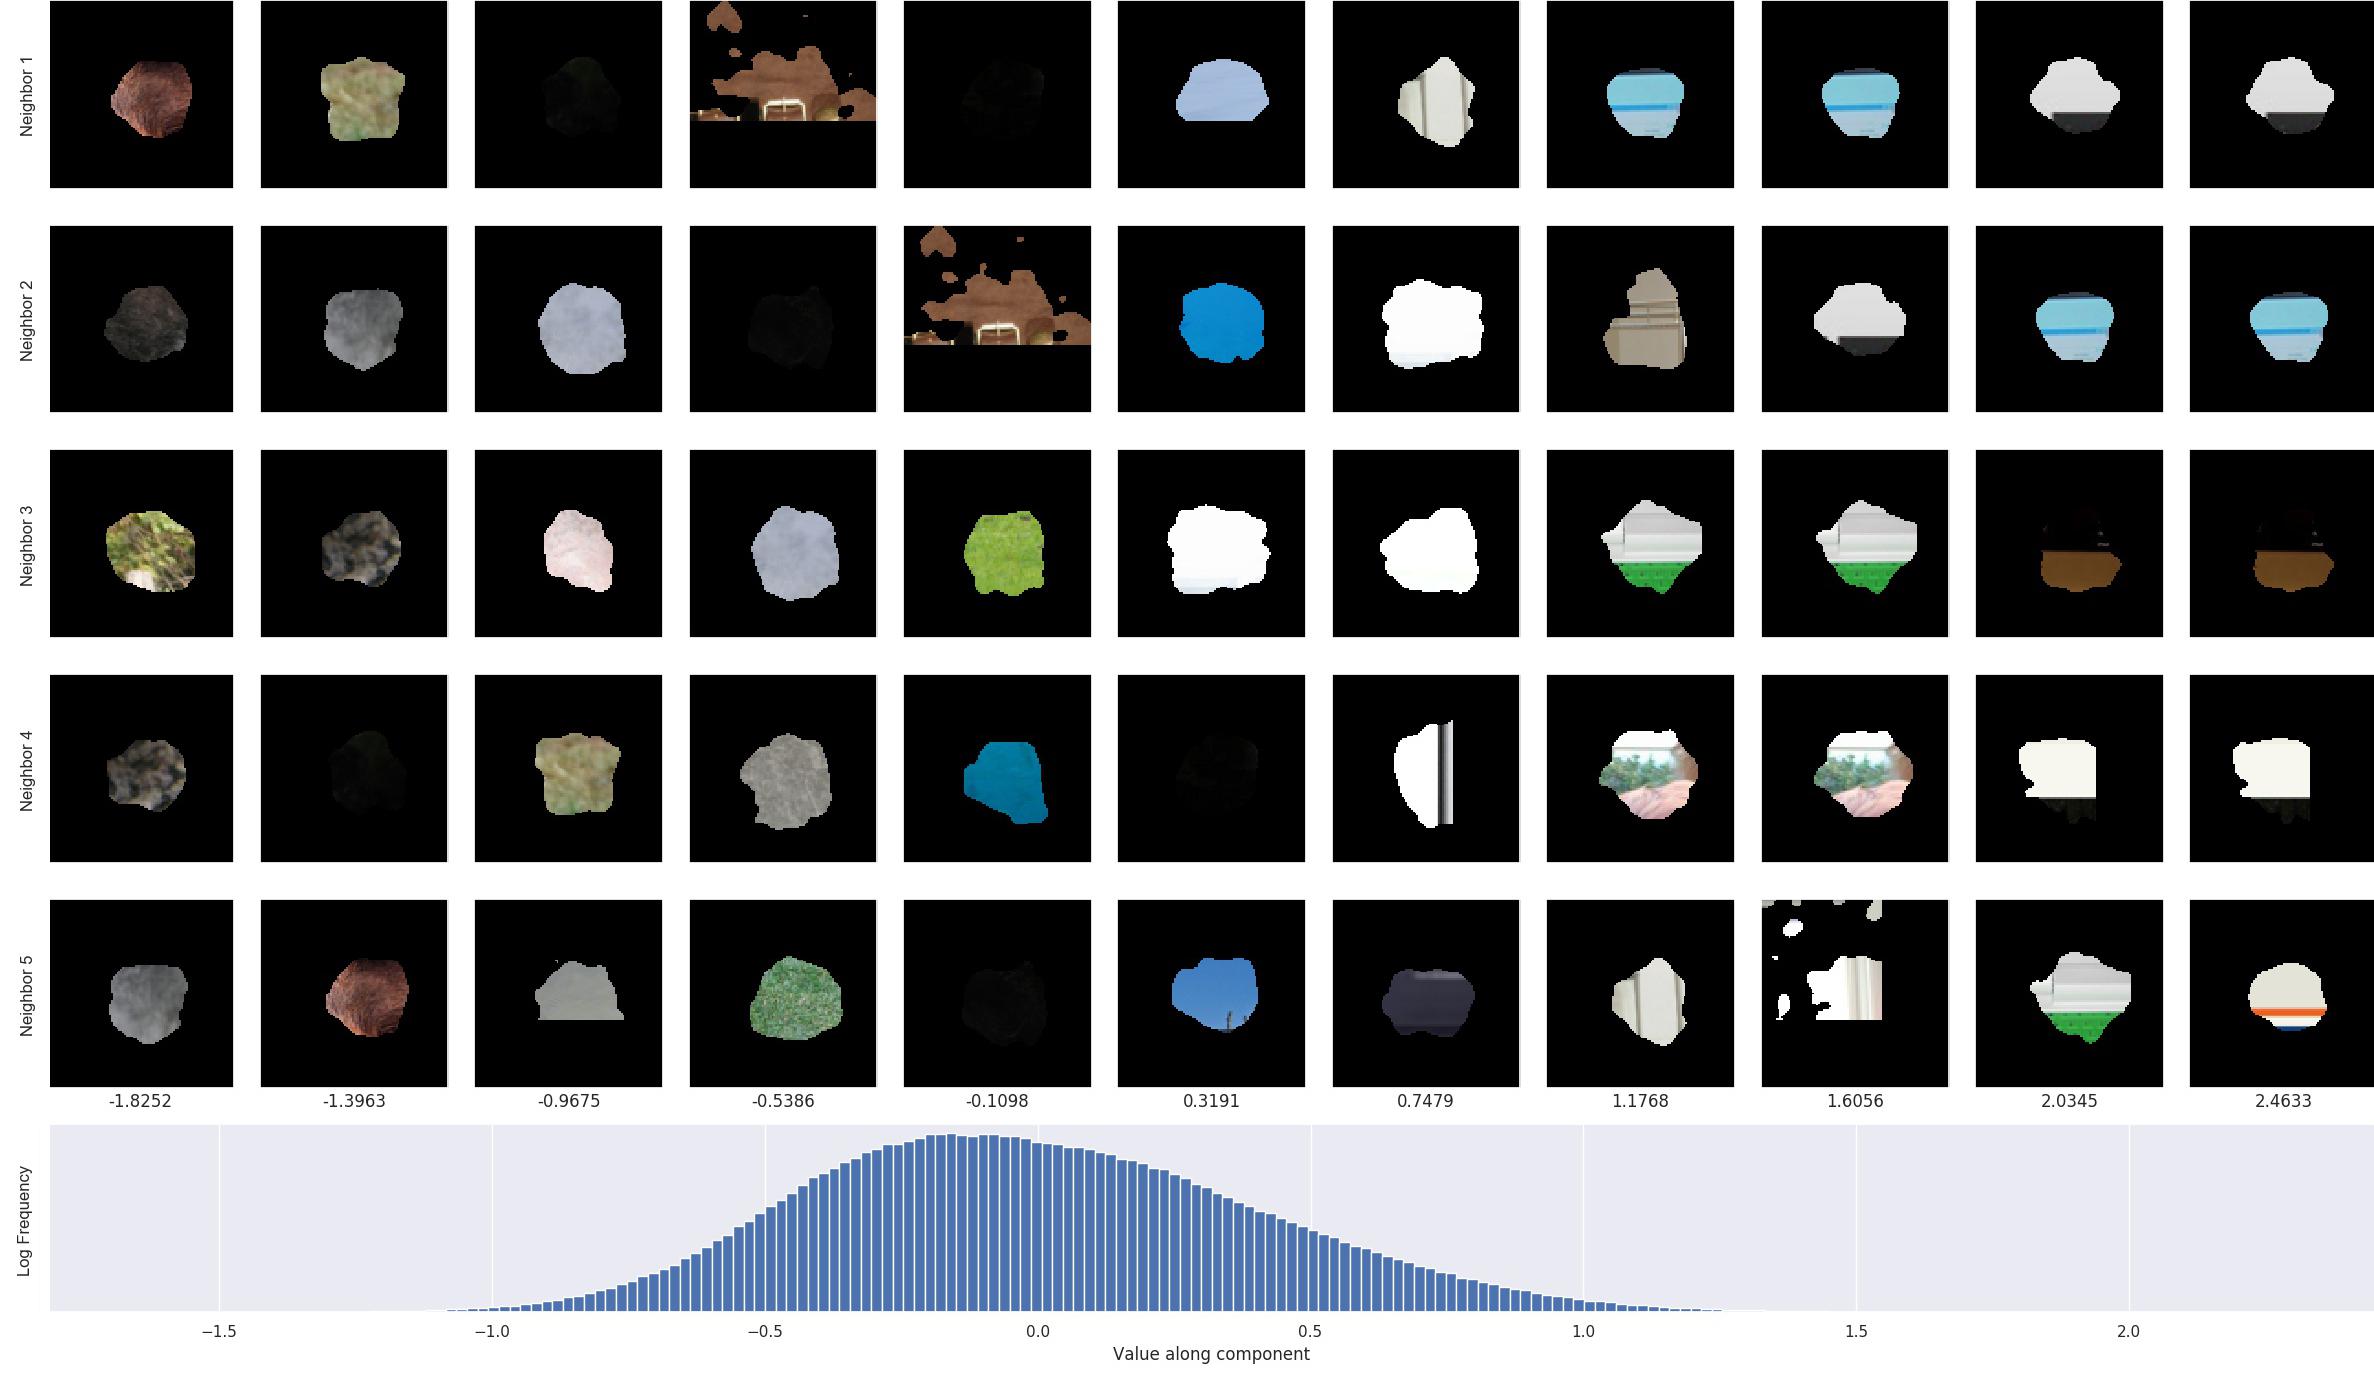 Neighbor 1
Neighbor 2
Neighbor 3
Neighbor 4
Neighbor 5
-1.8252 -1.3963 -0.9675 -0.5386 -0.1098 0.3191 0.7479 1.1768 1.6056 2.0345 2.4633
Log Frequency
−1.5 −1.0 −0.5 0.0 0.5 1.0 1.5 2.0
Value along component